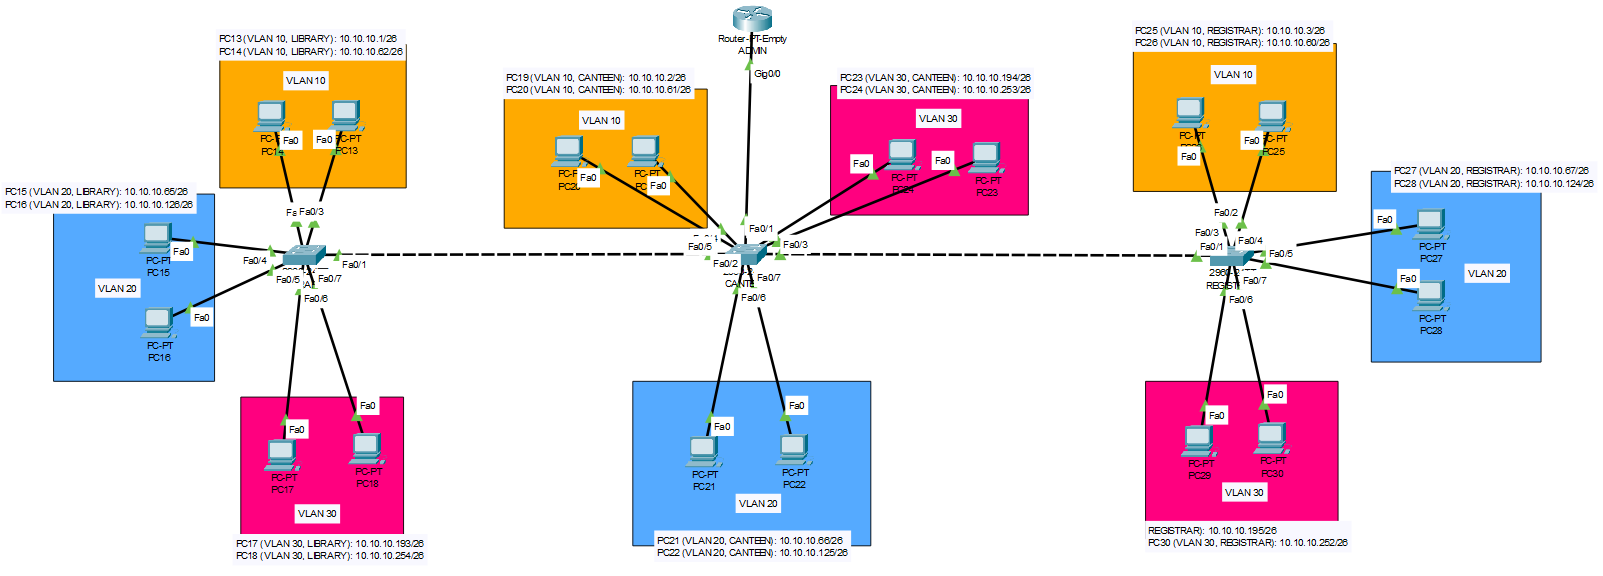 PC13 (VLAN 10, LIBRARY): 10.10.10.1/26
PC14 (VLAN 10, LIBRARY): 10.10.10.62/26
VLAN 10
Fa0
Fa0
PC-PT
PC14
PC13
PC15 (VLAN 20, LIBRARY): 10.10.10.65/26
PC16 (VLAN 20, LIBRARY): 10.10.10.126/26
Fa0
PC15
VLAN 20
Fa0
PC-PT
PC16
Fa0/3
Fa0/4
Fa0/1
Fa0/5
Fa0/7
Fa0/6
Fa0
Fa0
PC-PT
PC17
PC-PT
PC18
VLAN 30
PC17 (VLAN 30, LIBRARY): 10.10.10.193/26
PC18 (VLAN 30, LIBRARY): 10.10.10.254/26
Router-PT-Empty
ADMIN
Gig0/0
PC19 (VLAN 10, CANTEEN): 10.10.10.2/26
PC20 (VLAN 10, CANTEEN): 10.10.10.61/26
VLAN 10
Fa0
Fa0
PC20
PC23 (VLAN 30, CANTEEN): 10.10.10.194/26
PC24 (VLAN 30, CANTEEN): 10.10.10.253/26
VLAN 30
Fa0
Fa0
PC-PT
PC24
PC-PT
PC23
Fa0/1
Fa0/5
Fa0/3
Fa0/2
Fa0/7
Fa0/6
Fa0
Fa0
PC-PT
PC21
PC-PT
PC22
VLAN 20
PC21 (VLAN 20, CANTEEN): 10.10.10.66/26
PC22 (VLAN 20, CANTEEN): 10.10.10.125/26
PC25 (VLAN 10, REGISTRAR): 10.10.10.3/26
PC26 (VLAN 10, REGISTRAR): 10.10.10.60/26
VLAN 10
PC-PT
Fa0
Fa0
PC-PT
PC25
PC27 (VLAN 20, REGISTRAR): 10.10.10.67/26
PC28 (VLAN 20, REGISTRAR): 10.10.10.124/26
Fa0
PC-PT
PC27
VLAN 20
Fa0
PC-PT
PC28
Fa0/2
Fa0/3
Fa0/4
Fa0/1
Fa0/5
Fa0/7
Fa0/6
Fa0
Fa0
PC-PT
PC29
PC-PT
PC30
VLAN 30
REGISTRAR): 10.10.10.195/26
PC30 (VLAN 30, REGISTRAR): 10.10.10.252/26